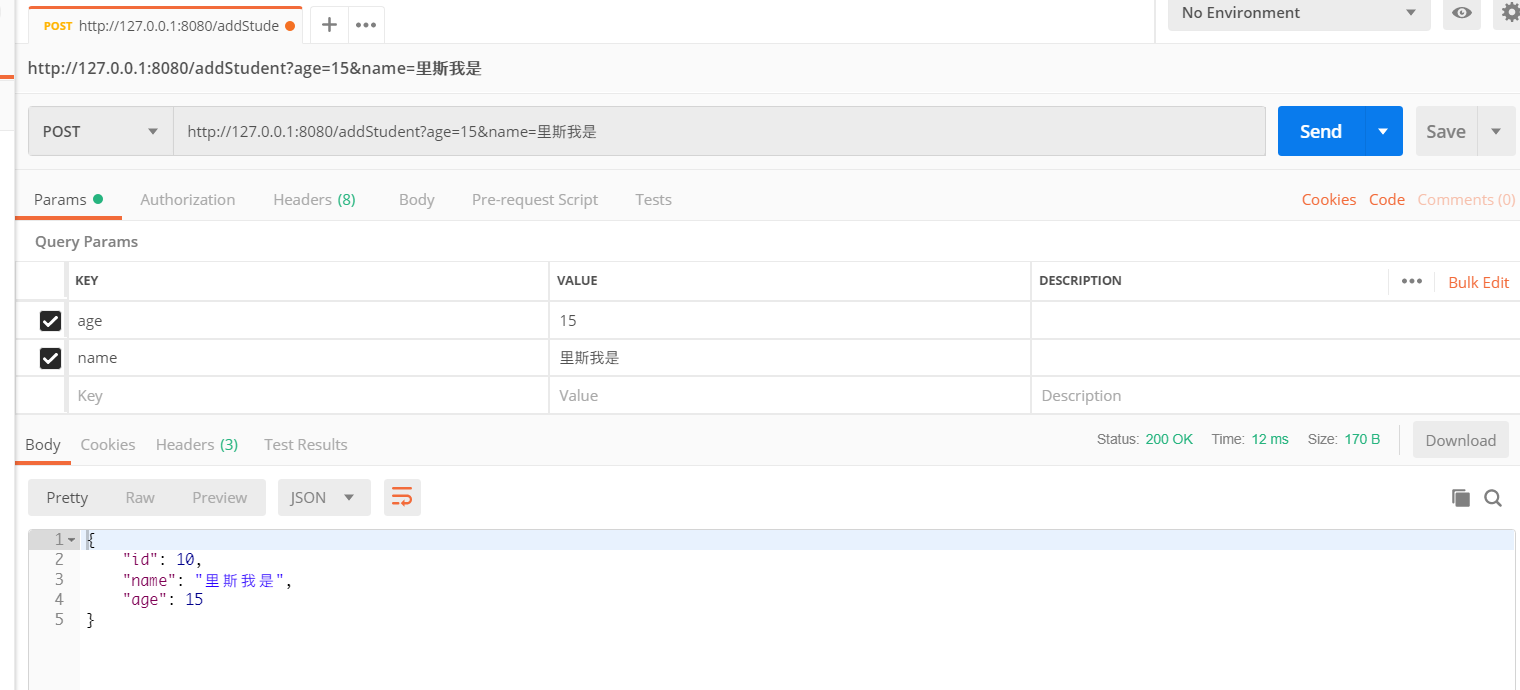 POST http://127.0.0.1:8080/addStude
No Environment
http://127.0.0.1:8080/addStudent?age=15&name=里斯我是
POST http://127.0.0.1:8080/addStudent?age=15&name=里斯我是 Send Save
Params Authorization Headers (8) Body Pre-request Script Tests Cookies Code Comments (0)
Query Params
KEY VALUE DESCRIPTION Bulk Edit
age 15
name 里斯我是
Key Value Description
Body Cookies Headers (3) Test Results Status: 200 OK Time: 12 ms Size: 170 B Download
Pretty Raw Preview JSON
1 {
2 "id": 10,
3 "name": "里斯我是",
4 "age": 15
5 }